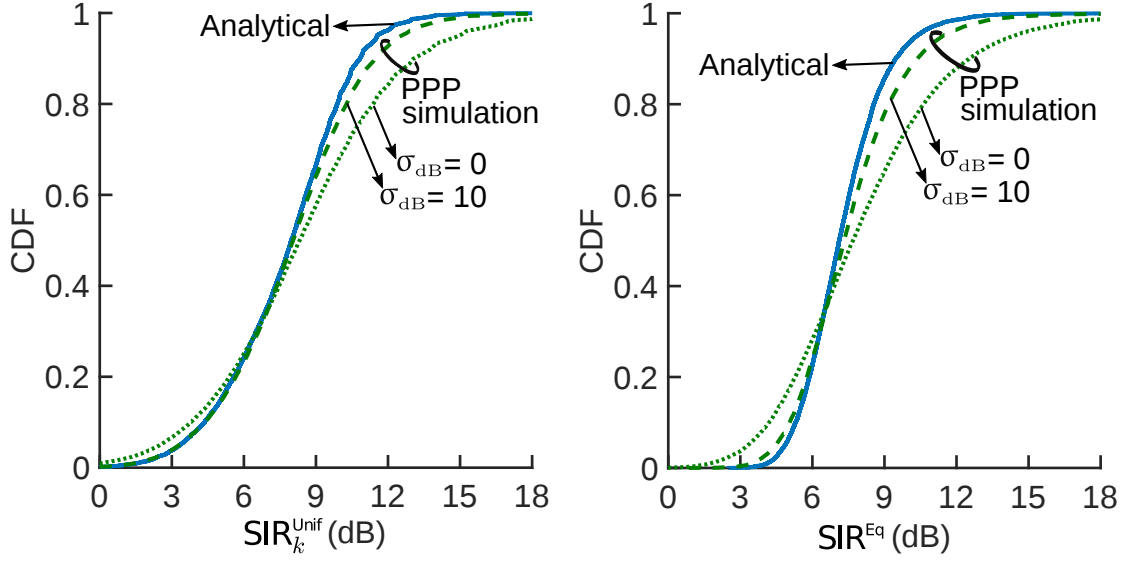 1
Analytical
0.8
PPP
simulation
σdB = 0
σdB = 10
0.6
CDF
0.4
0.2
0
0 3 6 9 12 15 18
SIR_k^Unif (dB)
1
Analytical
0.8
PPP
simulation
σdB = 0
σdB = 10
0.6
CDF
0.4
0.2
0
0 3 6 9 12 15 18
SIR^Eq (dB)